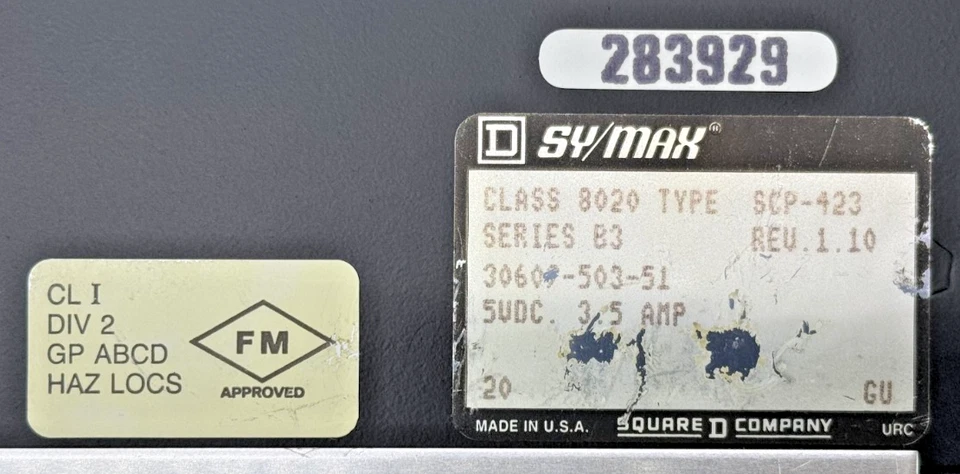 283929
D SY/MAX®
CLASS 8020 TYPE SCP-423
SERIES B3 REV.1.10
5VDC. 3.5 AMP
20 GU
MADE IN U.S.A. SQUARE D COMPANY URC
CL I
DIV 2
GP ABCD
HAZ LOCS
FM
APPROVED